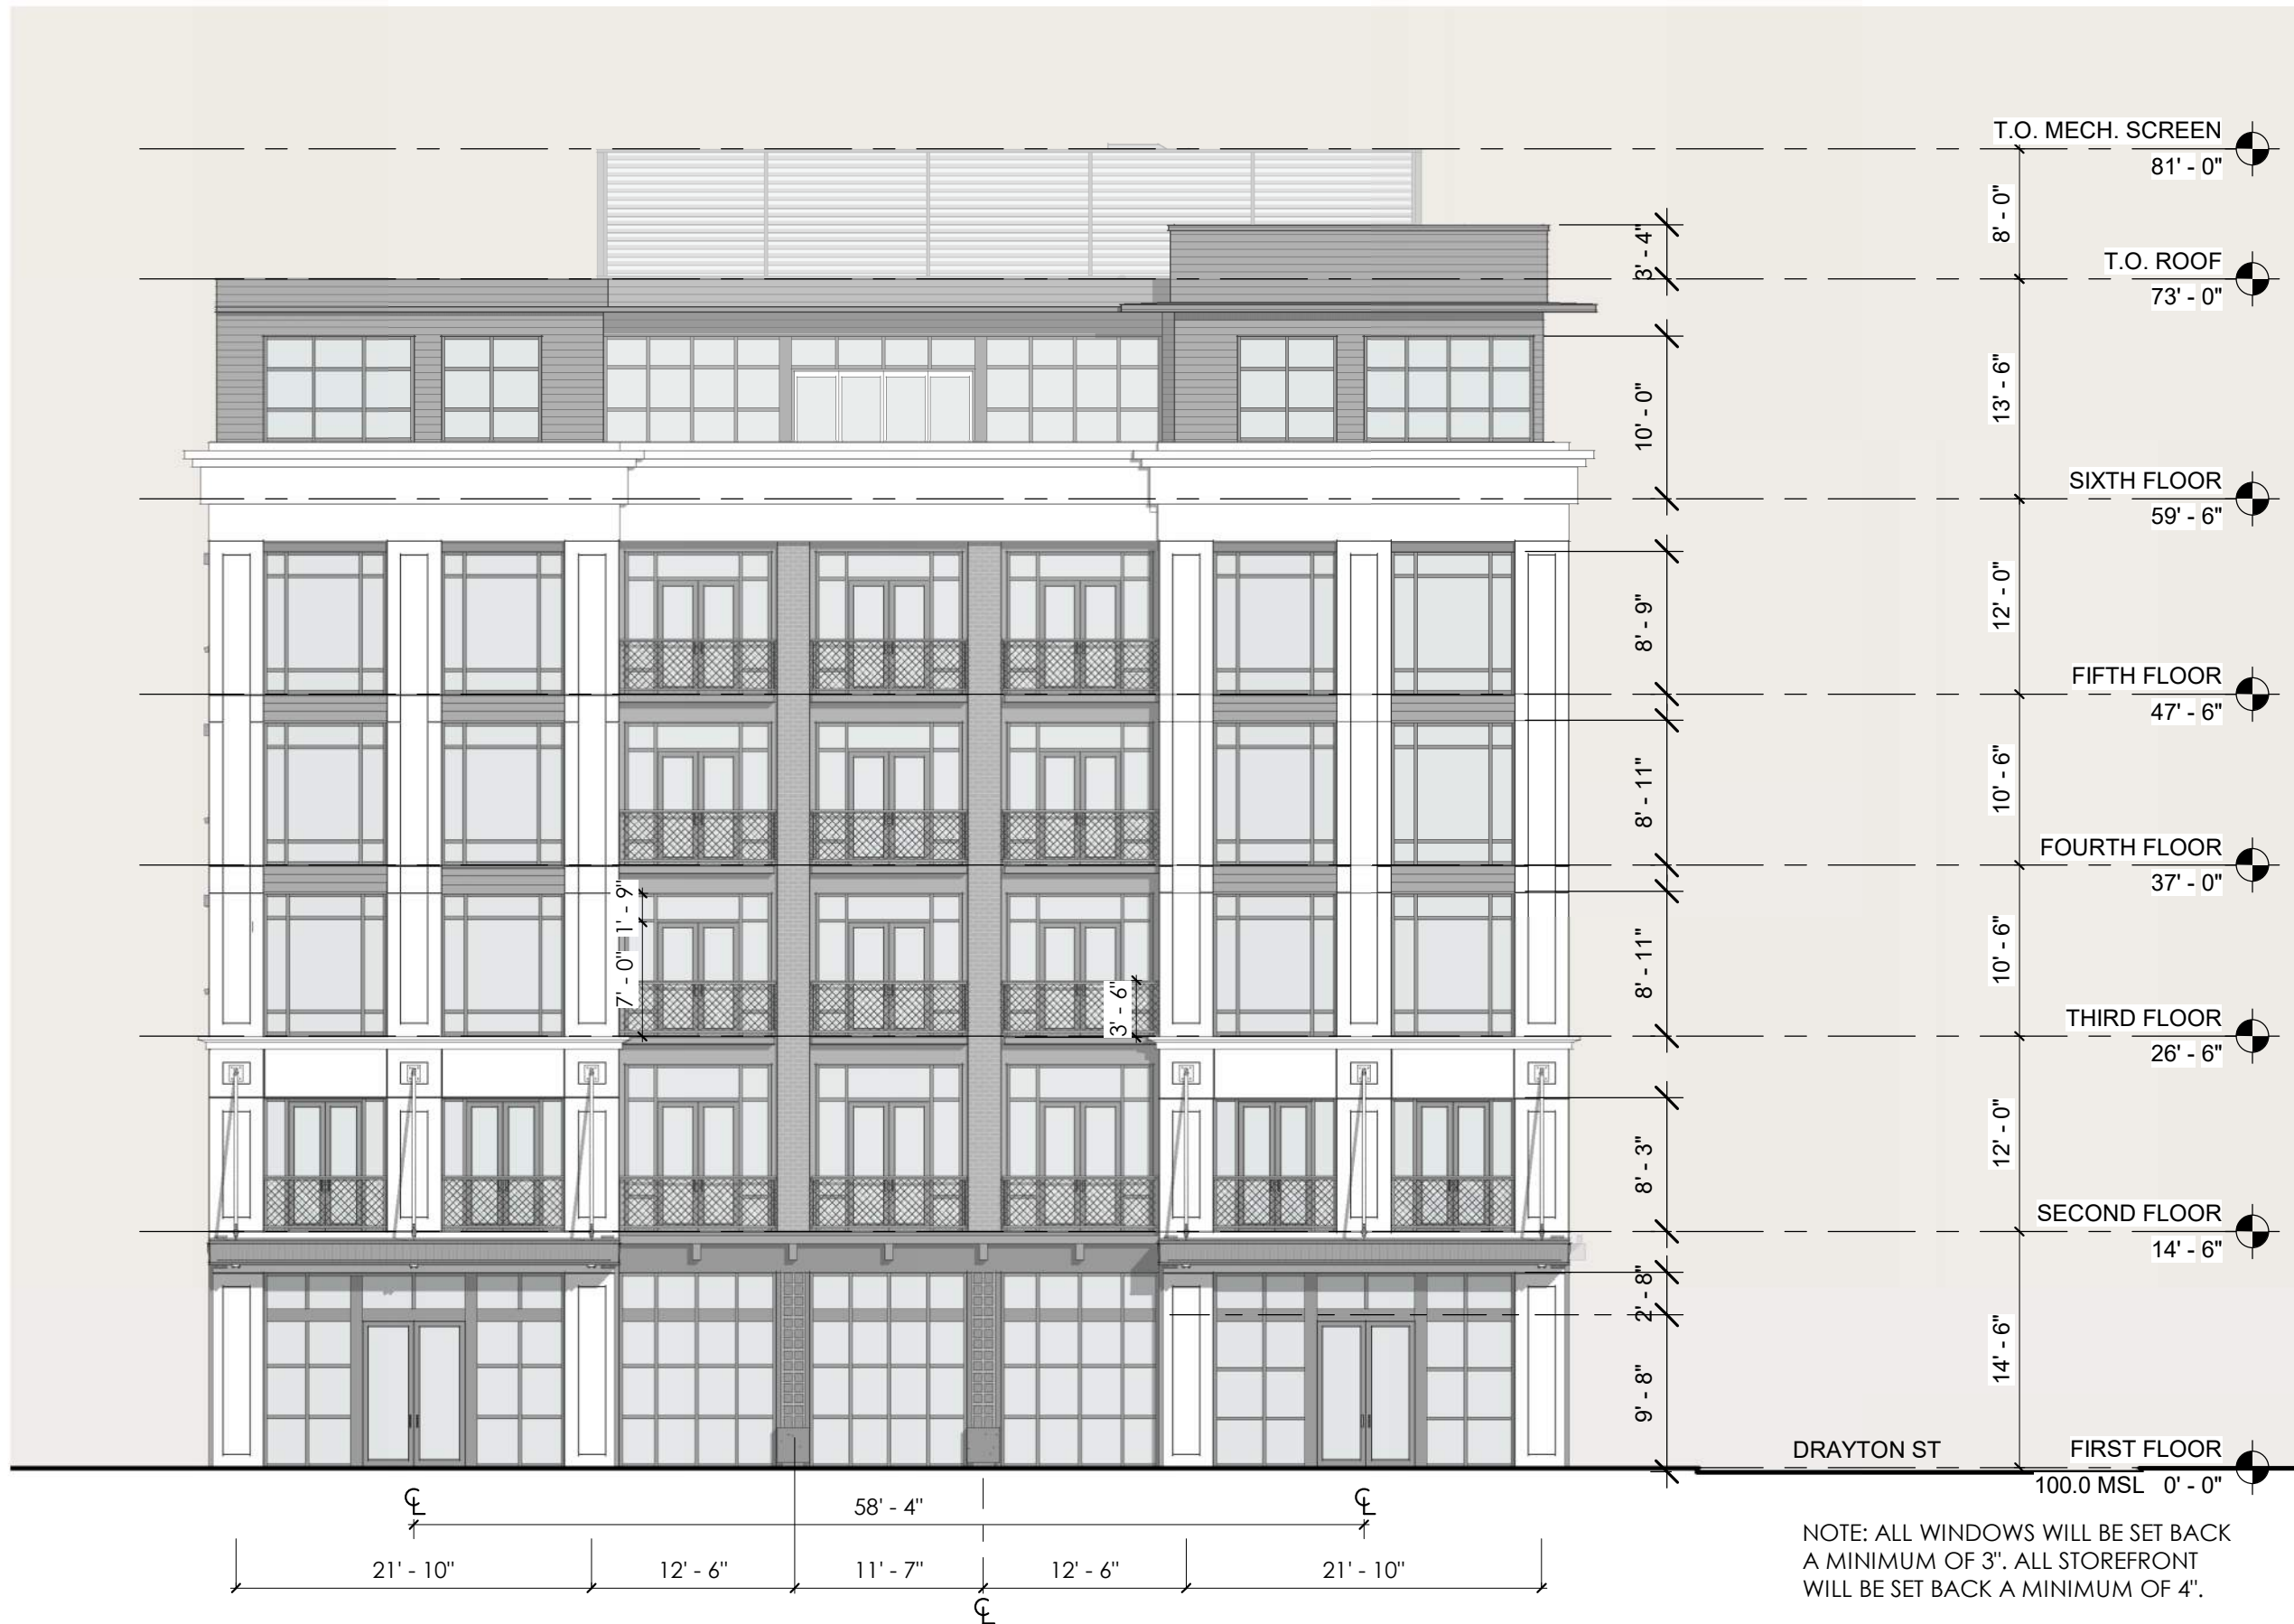 T.O. MECH. SCREEN
81' - 0"
8' - 0"
3' - 4"
T.O. ROOF
73' - 0"
13' - 6"
10' - 0"
SIXTH FLOOR
59' - 6"
12' - 0"
8' - 9"
FIFTH FLOOR
47' - 6"
10' - 6"
8' - 11"
FOURTH FLOOR
37' - 0"
1' - 9"
7' - 0"
3' - 6"
10' - 6"
8' - 11"
THIRD FLOOR
26' - 6"
12' - 0"
8' - 3"
SECOND FLOOR
14' - 6"
2' - 8"
14' - 6"
9' - 8"
DRAYTON ST
FIRST FLOOR
100.0 MSL 0' - 0"
℄ 58' - 4" ℄
21' - 10" 12' - 6" 11' - 7" 12' - 6" 21' - 10"
℄
NOTE: ALL WINDOWS WILL BE SET BACK
A MINIMUM OF 3". ALL STOREFRONT
WILL BE SET BACK A MINIMUM OF 4".